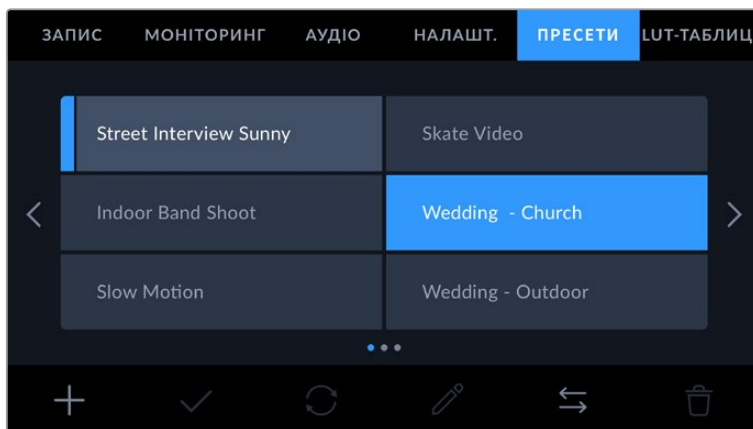 ЗАПИС МОНІТОРИНГ АУДІО НАЛАШТ. ПРЕСЕТИ LUT-ТАБЛИЦ
Street Interview Sunny Skate Video
Indoor Band Shoot Wedding - Church
Slow Motion Wedding - Outdoor